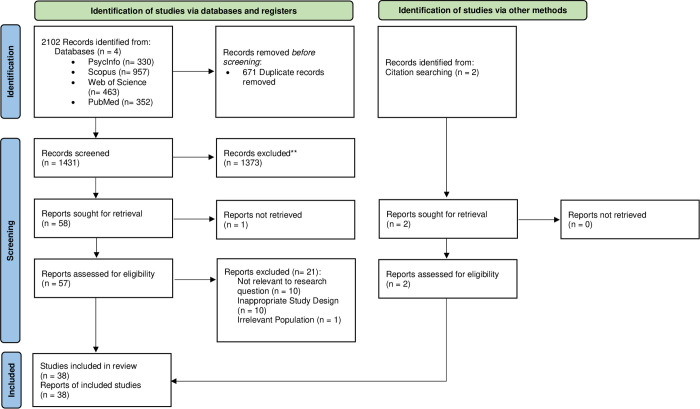 Identification of studies via databases and registers
Identification of studies via other methods
Identification
2102 Records identified from:
Databases (n = 4)
• PsycInfo (n= 330)
• Scopus (n= 957)
• Web of Science
(n= 463)
• PubMed (n= 352)
Records removed before
screening:
• 671 Duplicate records
removed
Records identified from:
Citation searching (n = 2)
Screening
Records screened
(n = 1431)
Records excluded**
(n = 1373)
Reports sought for retrieval
(n = 58)
Reports not retrieved
(n = 1)
Reports sought for retrieval
(n = 2)
Reports not retrieved
(n = 0)
Reports assessed for eligibility
(n = 57)
Reports excluded (n= 21):
Not relevant to research
question (n = 10)
Inappropriate Study Design
(n = 10)
Irrelevant Population (n = 1)
Reports assessed for eligibility
(n = 2)
Included
Studies included in review
(n = 38)
Reports of included studies
(n = 38)